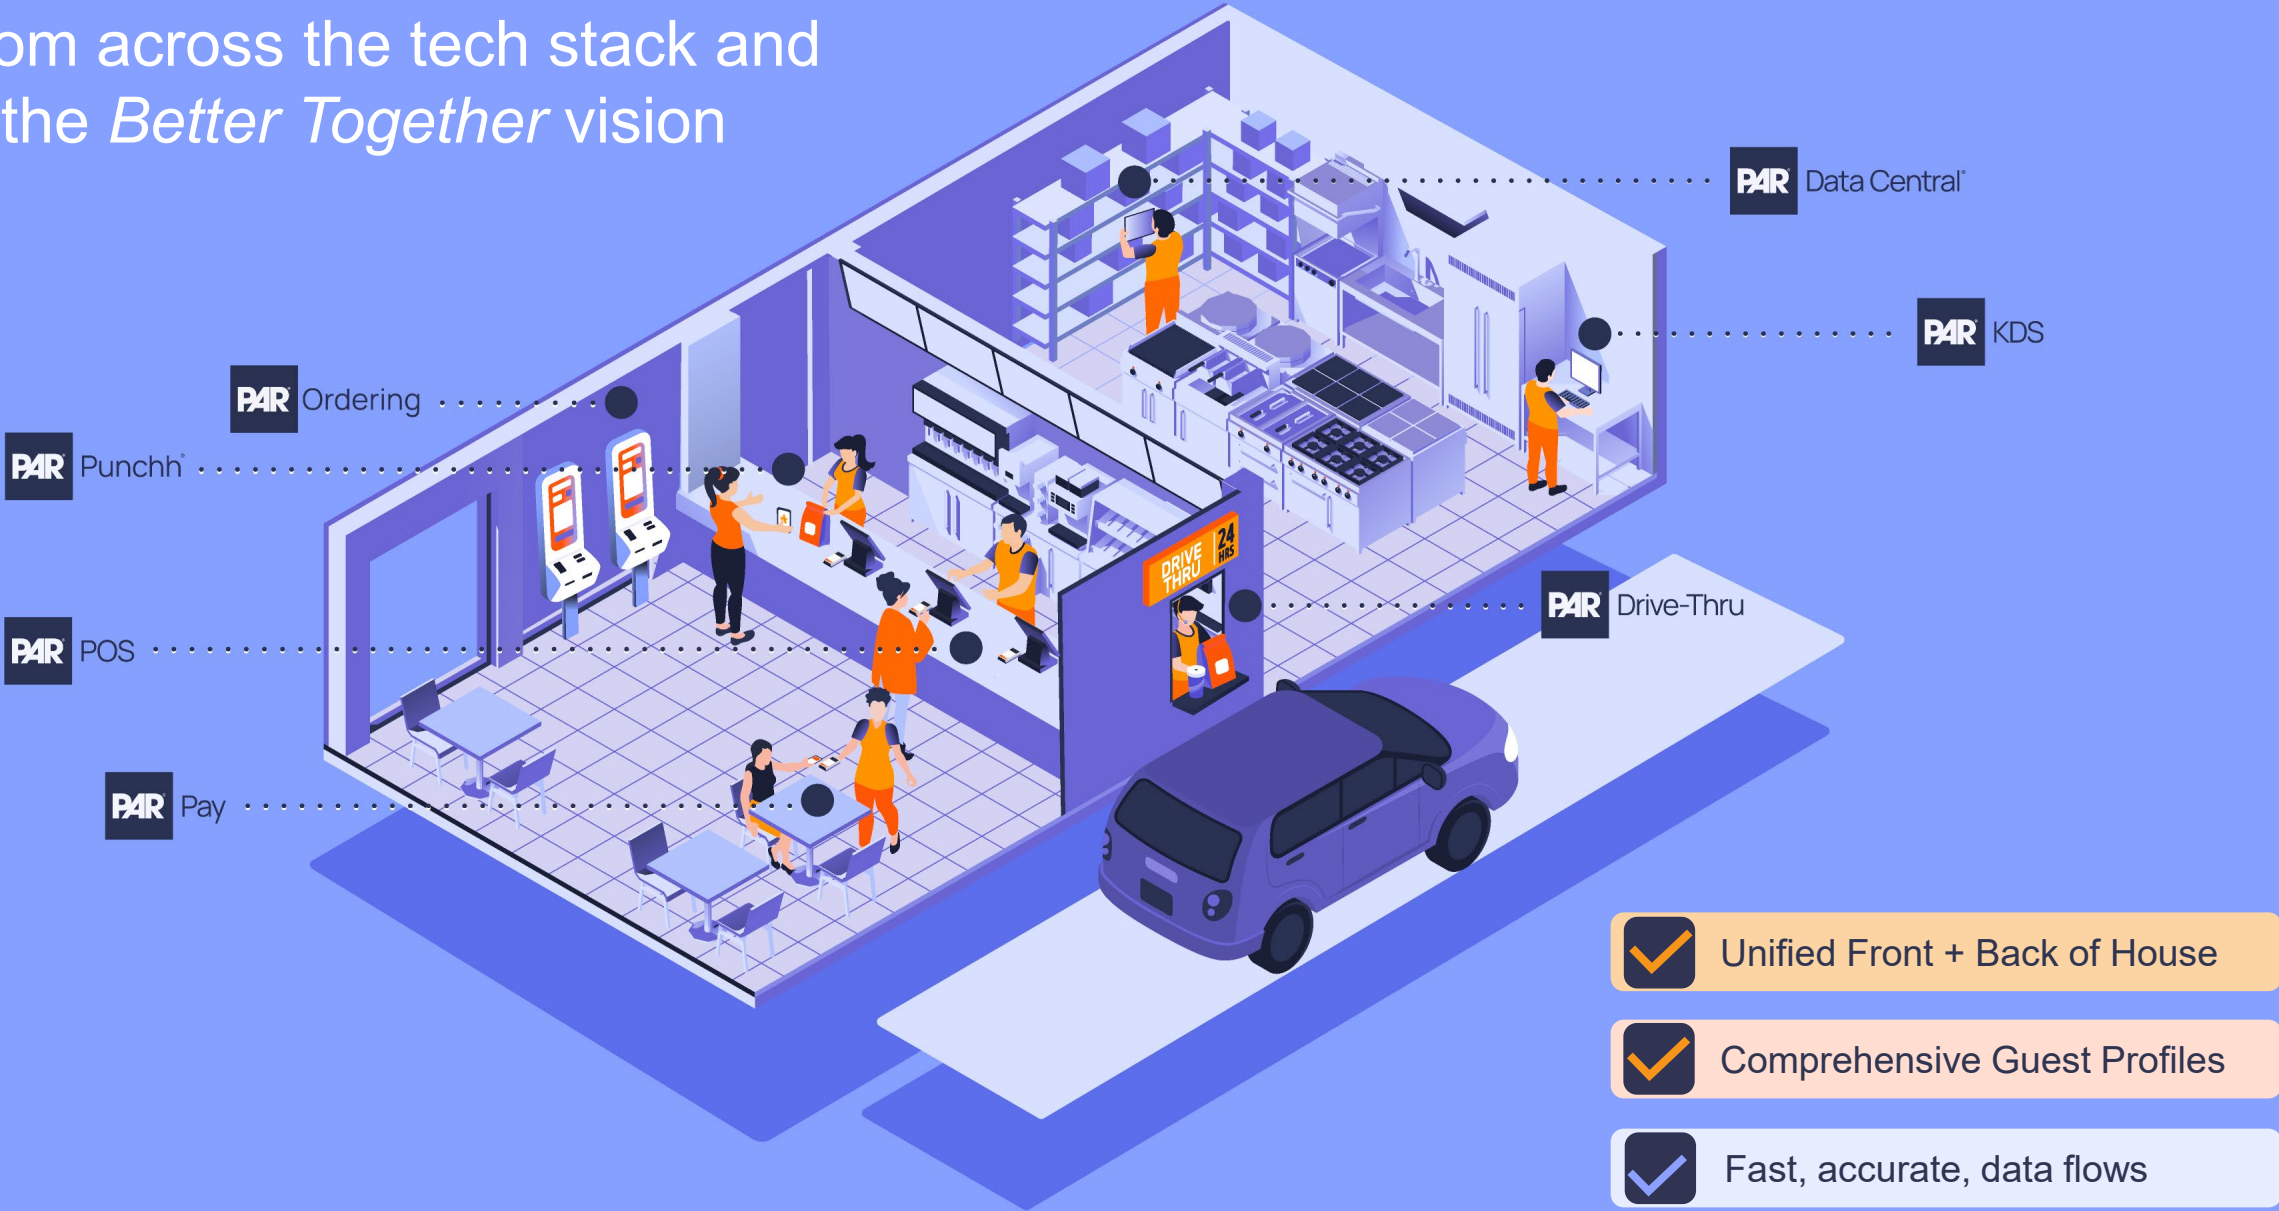 om across the tech stack and
the Better Together vision
PAR Data Central®
PAR KDS
PAR Ordering
PAR Punchh®
DRIVE THRU 24 HRS
PAR Drive-Thru
PAR POS
PAR Pay
Unified Front + Back of House
Comprehensive Guest Profiles
Fast, accurate, data flows